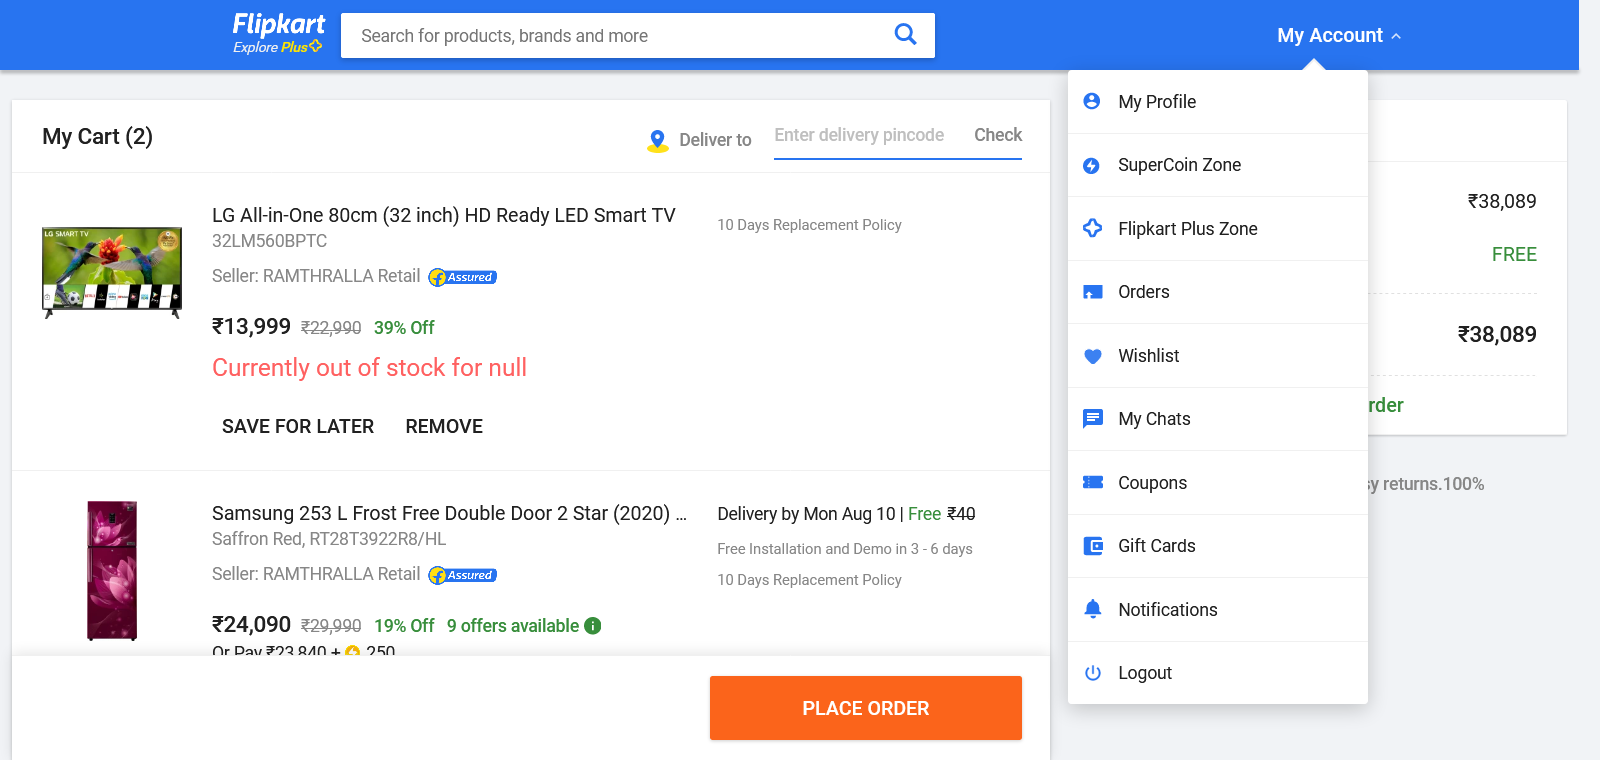 Flipkart
Explore Plus
Search for products, brands and more
My Account
My Cart (2)
Deliver to
Enter delivery pincode
Check
LG All-in-One 80cm (32 inch) HD Ready LED Smart TV
32LM560BPTC
Seller: RAMTHRALLA Retail
Assured
10 Days Replacement Policy
LG SMART TV
₹13,999 ₹22,990 39% Off
Currently out of stock for null
SAVE FOR LATER REMOVE
Samsung 253 L Frost Free Double Door 2 Star (2020) ...
Saffron Red, RT28T3922R8/HL
Seller: RAMTHRALLA Retail
Assured
Delivery by Mon Aug 10 | Free ₹40
Free Installation and Demo in 3 - 6 days
10 Days Replacement Policy
₹24,090 ₹29,990 19% Off 9 offers available
Or Pay ₹23,840 + 250
PLACE ORDER
My Profile
SuperCoin Zone
Flipkart Plus Zone
Orders
Wishlist
My Chats
Coupons
Gift Cards
Notifications
Logout
₹38,089
FREE
₹38,089
rder
sy returns.100%